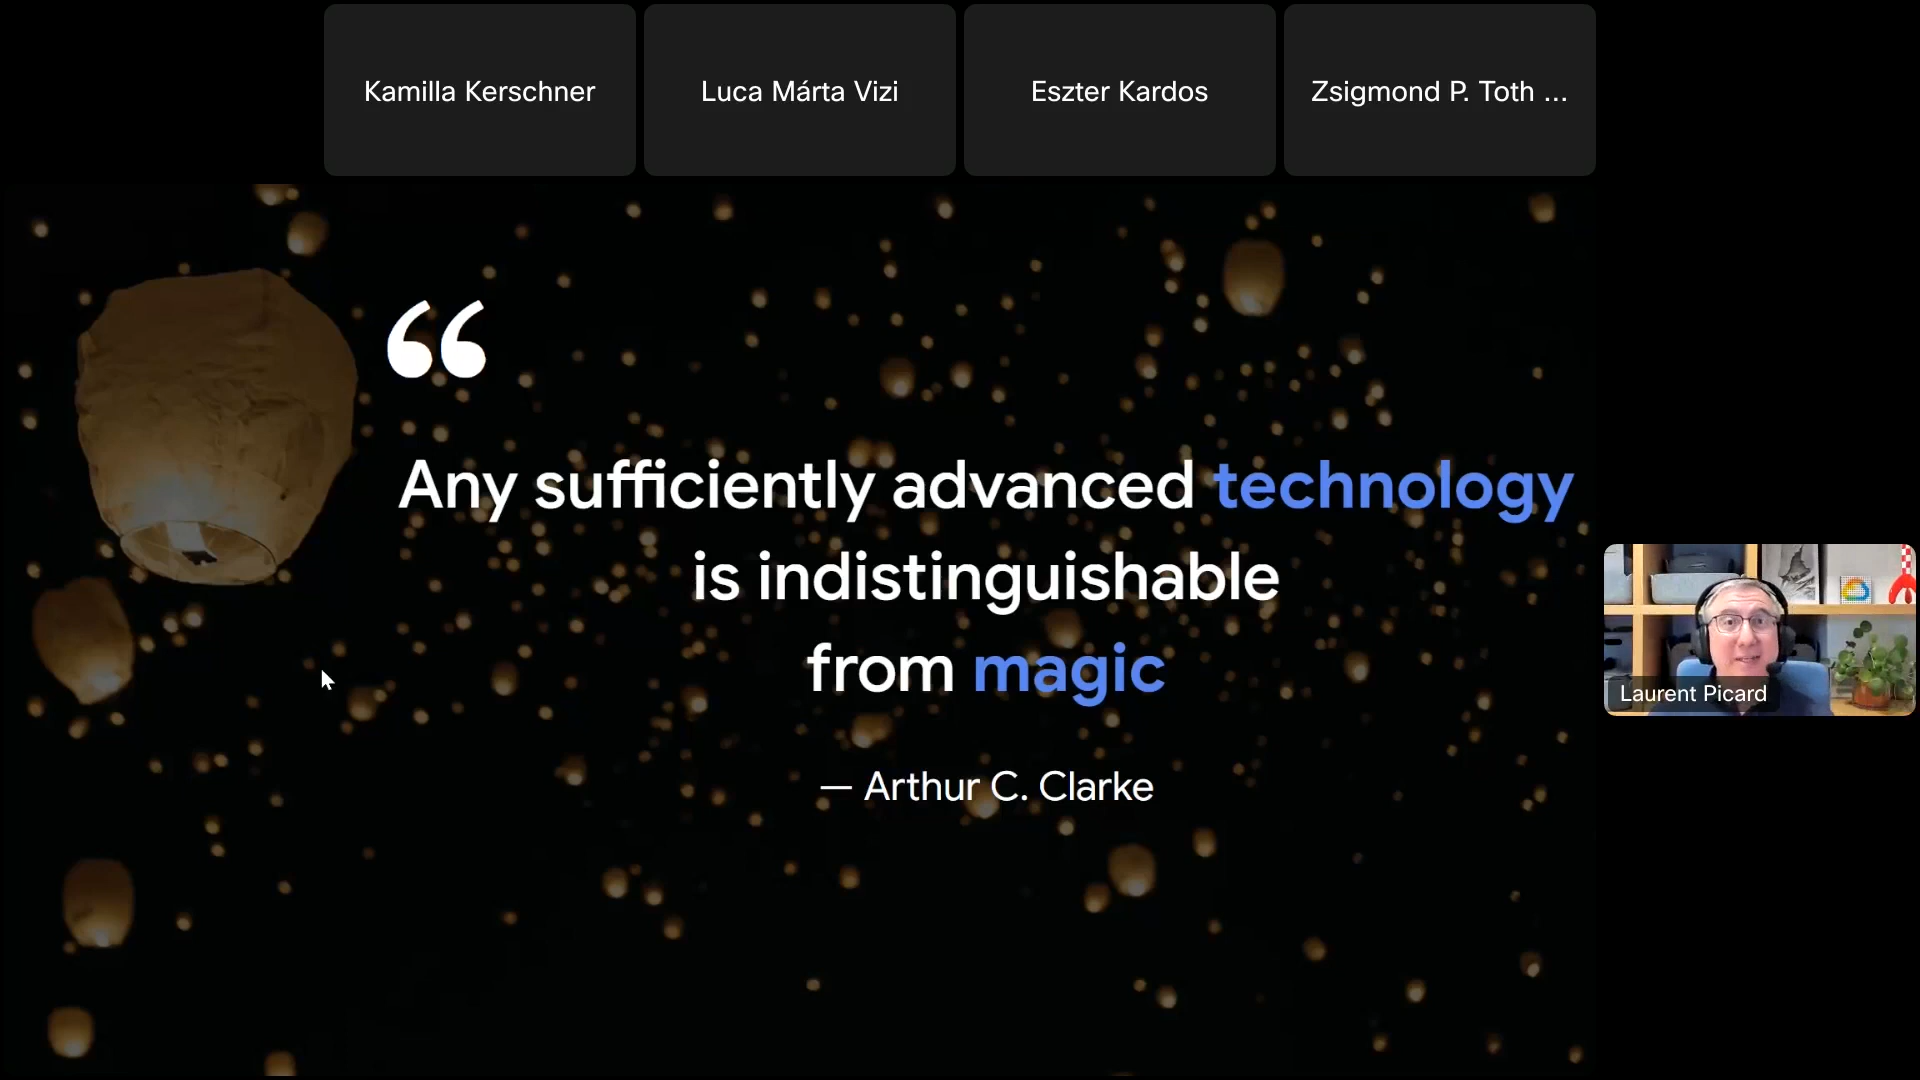 Kamilla Kerschner
Luca Márta Vizi
Eszter Kardos
Zsigmond P. Toth ...
“
Any sufficiently advanced technology
is indistinguishable
from magic
— Arthur C. Clarke
Laurent Picard